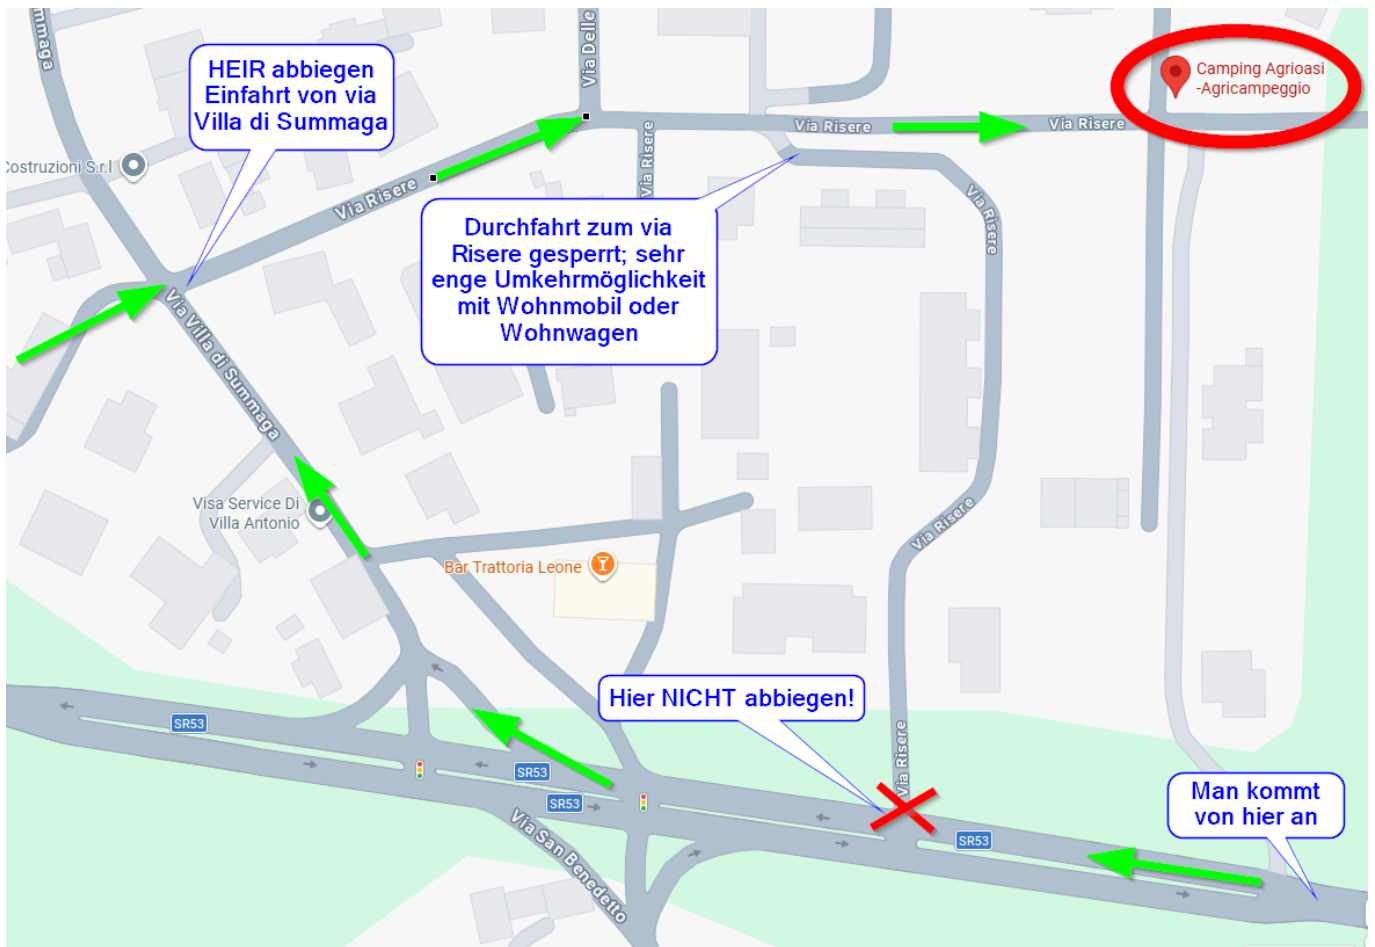 Summaga
HEIR abbiegen
Einfahrt von via
Villa di Summaga
Via Delle
Camping Agrioasi
-Agricampeggio
Via Risere
Via Risere
Via Risere
Costruzioni S.r.l
Via Risere
Via Risere
Durchfahrt zum via
Risere gesperrt; sehr
enge Umkehrmöglichkeit
mit Wohnmobil oder
Wohnwagen
Via Villa di Summaga
Visa Service Di
Villa Antonio
Via Risere
Bar Trattoria Leone
Hier NICHT abbiegen!
SR53
Via Risere
SR53
SR53
Man kommt
von hier an
SR53
Via San Benedetto